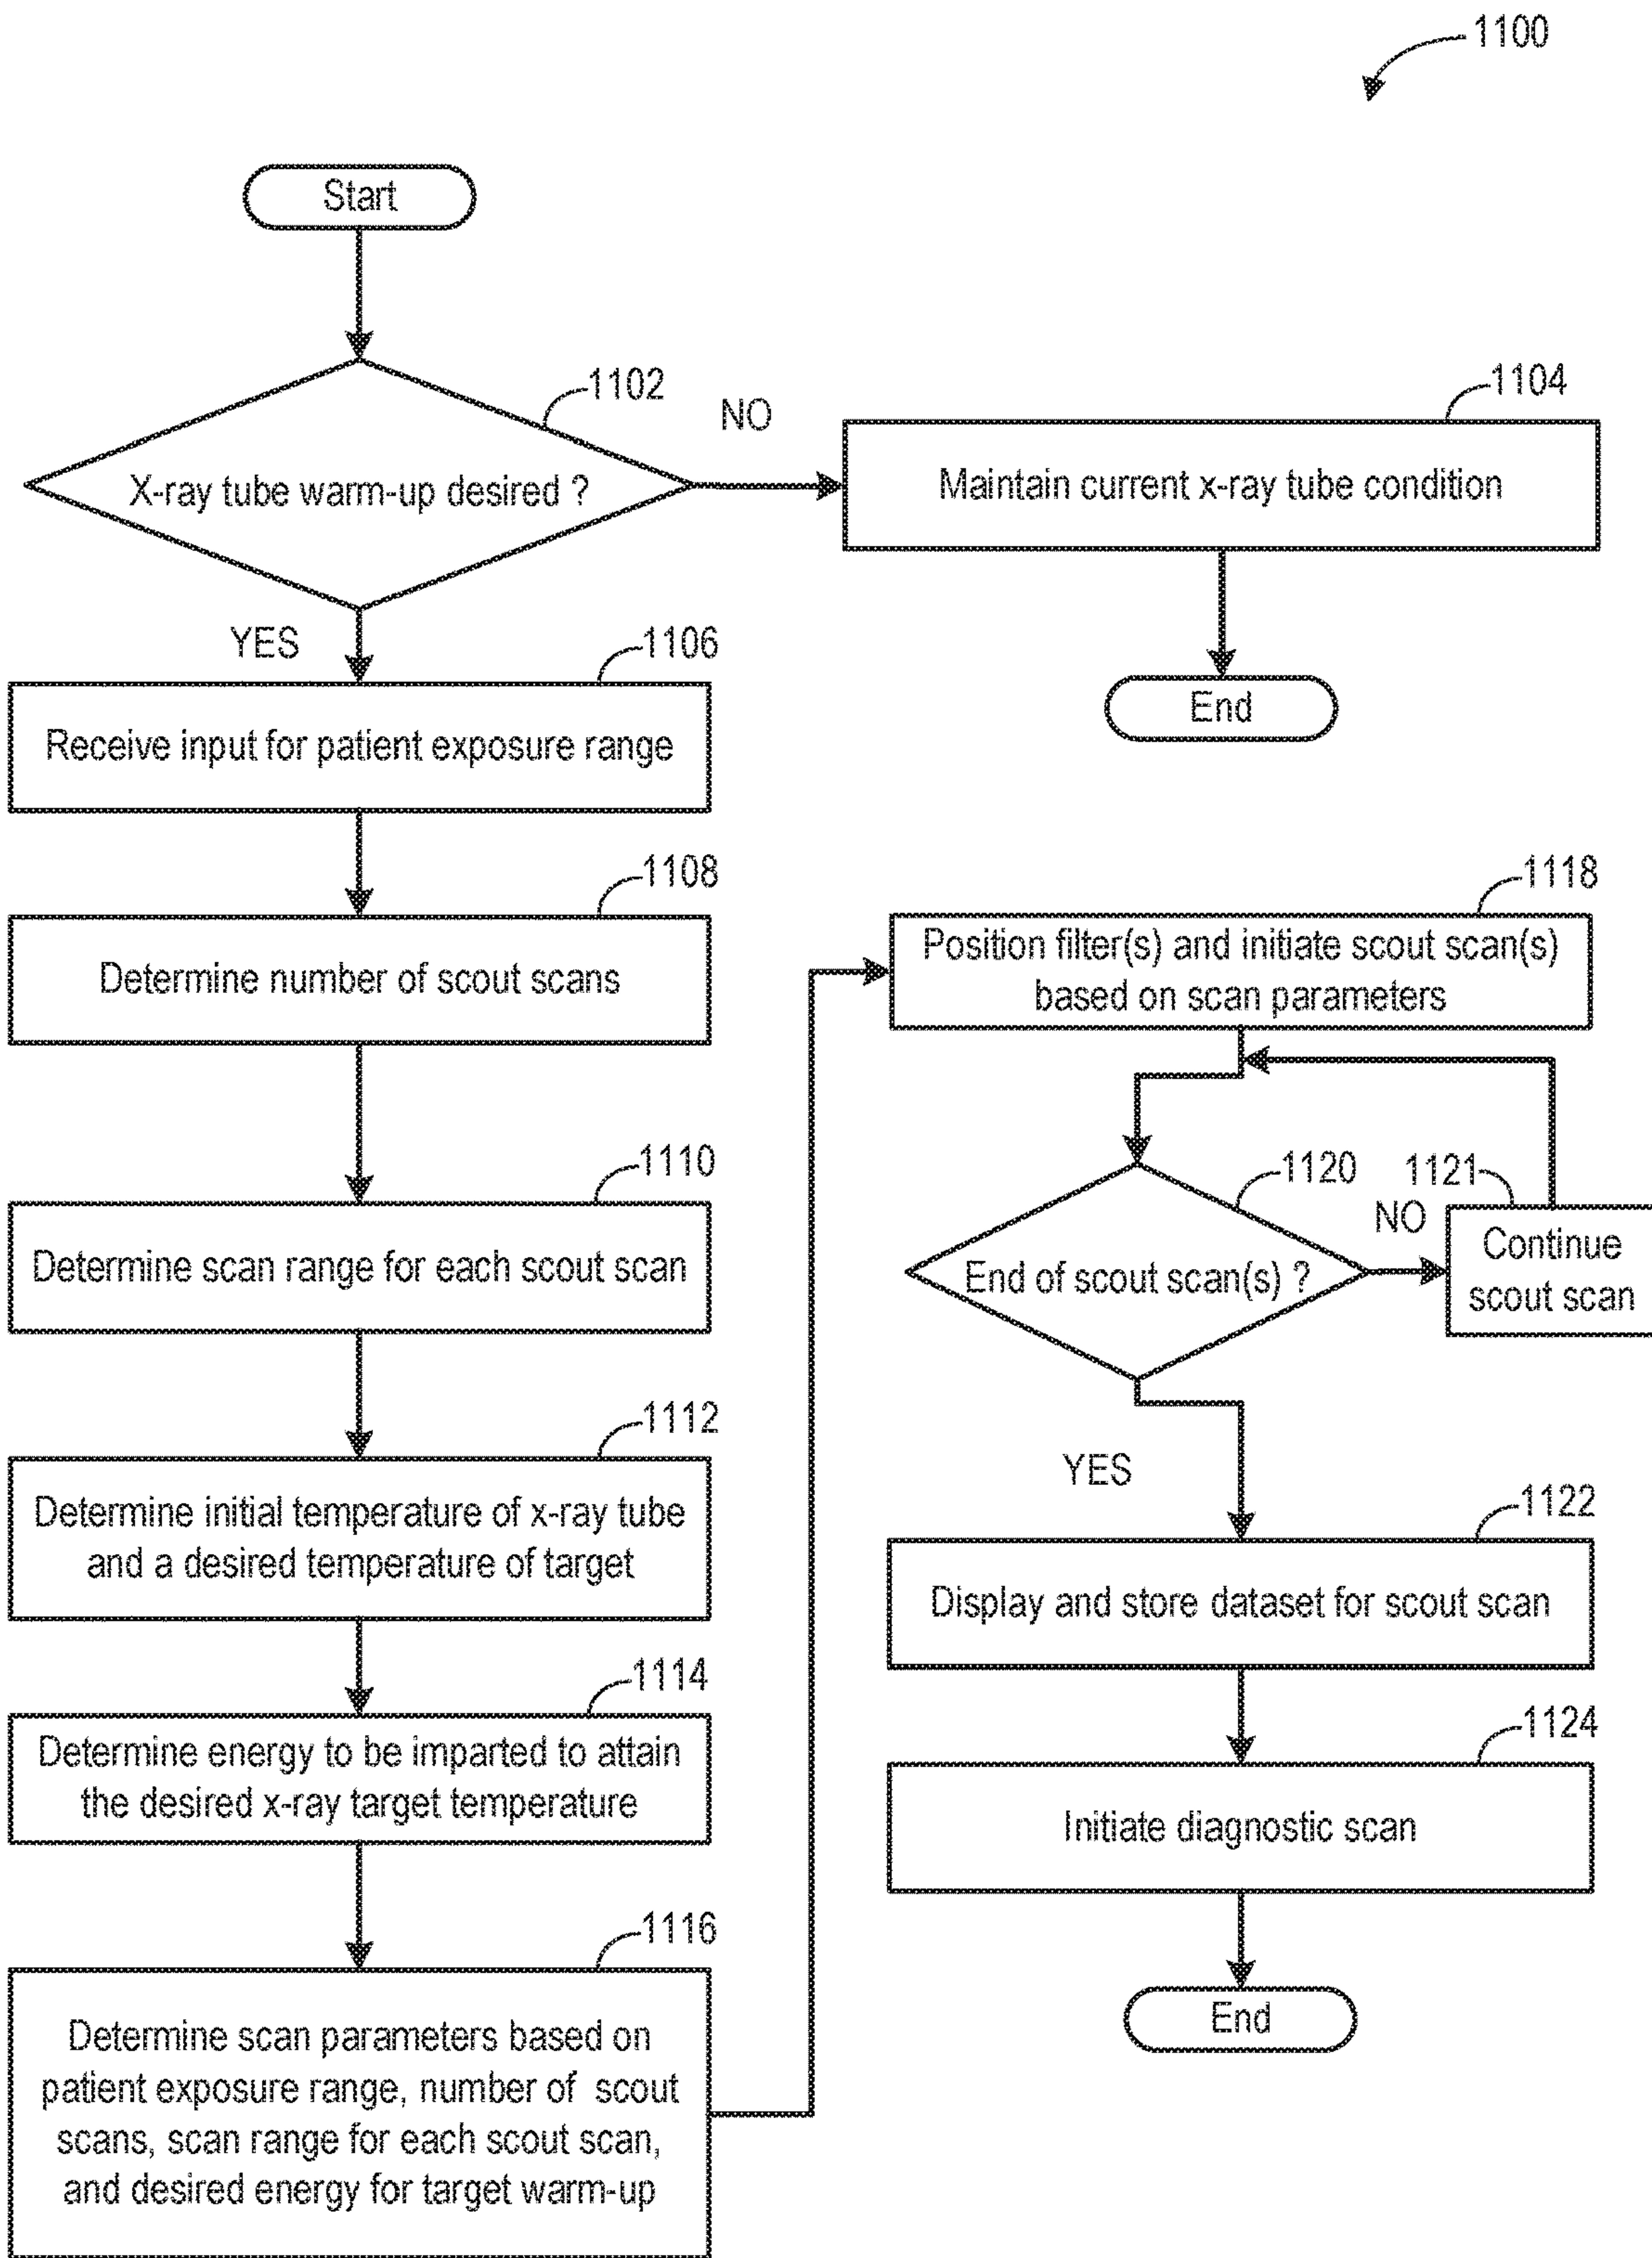 1100
Start
1102
X-ray tube warm-up desired ?
NO
1104
Maintain current x-ray tube condition
End
YES
1106
Receive input for patient exposure range
1108
Determine number of scout scans
1110
Determine scan range for each scout scan
1112
Determine initial temperature of x-ray tube
and a desired temperature of target
1114
Determine energy to be imparted to attain
the desired x-ray target temperature
1116
Determine scan parameters based on
patient exposure range, number of scout
scans, scan range for each scout scan,
and desired energy for target warm-up
1118
Position filter(s) and initiate scout scan(s)
based on scan parameters
1120
End of scout scan(s) ?
NO
1121
Continue
scout scan
YES
1122
Display and store dataset for scout scan
1124
Initiate diagnostic scan
End